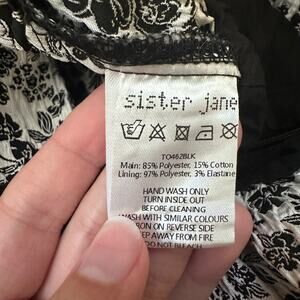 sister jane
TO462BLK
Main: 85% Polyester, 15% Cotton
Lining: 97% Polyester, 3% Elastane
HAND WASH ONLY
TURN INSIDE OUT
BEFORE CLEANING
WASH WITH SIMILAR COLOURS
IRON ON REVERSE SIDE
KEEP AWAY FROM FIRE
DO NOT BLEACH